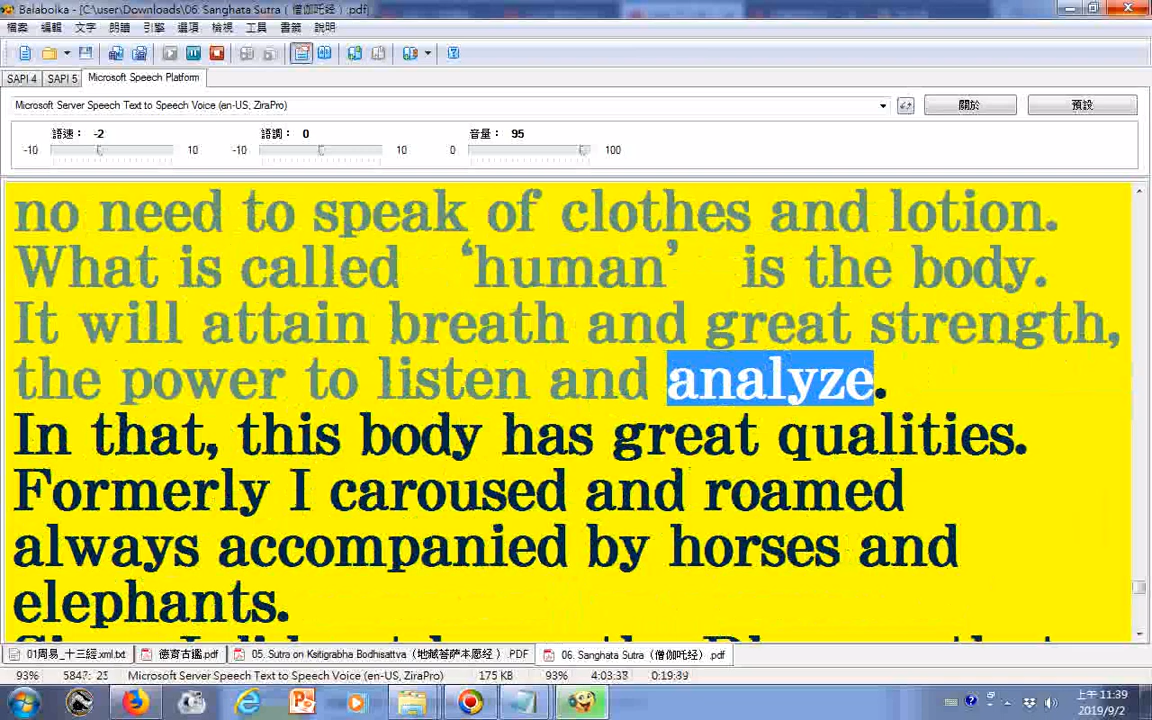 Balabolka - [C:\user\Downloads\06. Sanghata Sutra（僧伽吒经）.pdf]
檔案 編輯 文字 朗讀 引擎 選項 檢視 工具 書籤 說明
SAPI 4 SAPI 5 Microsoft Speech Platform
Microsoft Server Speech Text to Speech Voice (en-US, ZiraPro) 關於 預設
語速： -2 語調： 0 音量： 95
-10 10 -10 10 0 100
no need to speak of clothes and lotion.
What is called ‘human’ is the body.
It will attain breath and great strength,
the power to listen and analyze.
In that, this body has great qualities.
Formerly I caroused and roamed
always accompanied by horses and
elephants.
01周易_十三經.xml.txt 德育古鑑.pdf 05. Sutra on Ksitigrabha Bodhisattva（地藏菩萨本愿经）.PDF 06. Sanghata Sutra（僧伽吒经）.pdf
93% 5847: 25 Microsoft Server Speech Text to Speech Voice (en-US, ZiraPro) 175 KB 93% 4:03:33 0:19:39
上午 11:39
2019/9/2